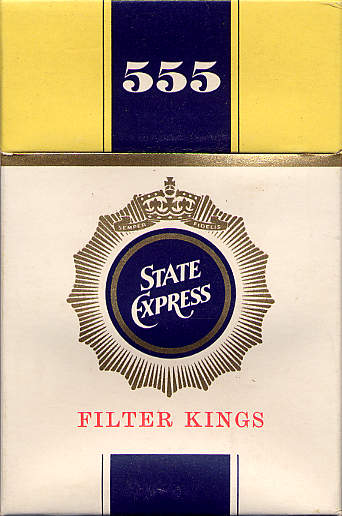 555
SEMPER FIDELIS
STATE
EXPRESS
FILTER KINGS